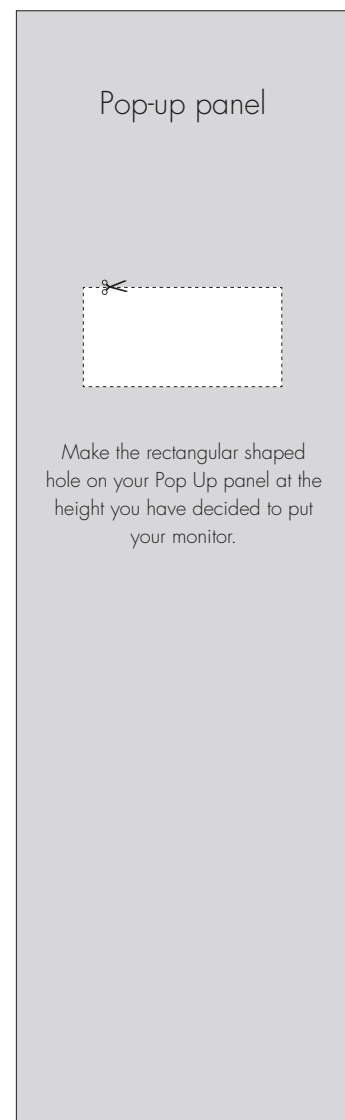 Pop-up panel
Make the rectangular shaped
hole on your Pop Up panel at the
height you have decided to put
your monitor.